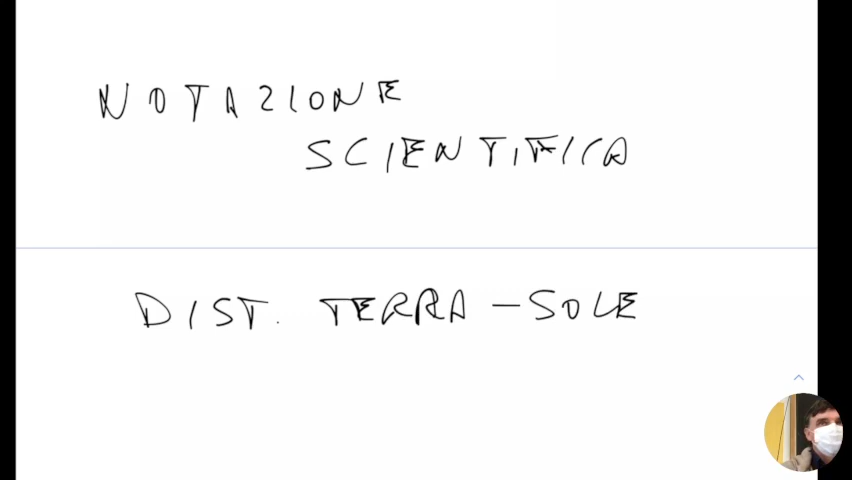 NOTAZIONE
SCIENTIFICA
DIST. TERRA - SOLE